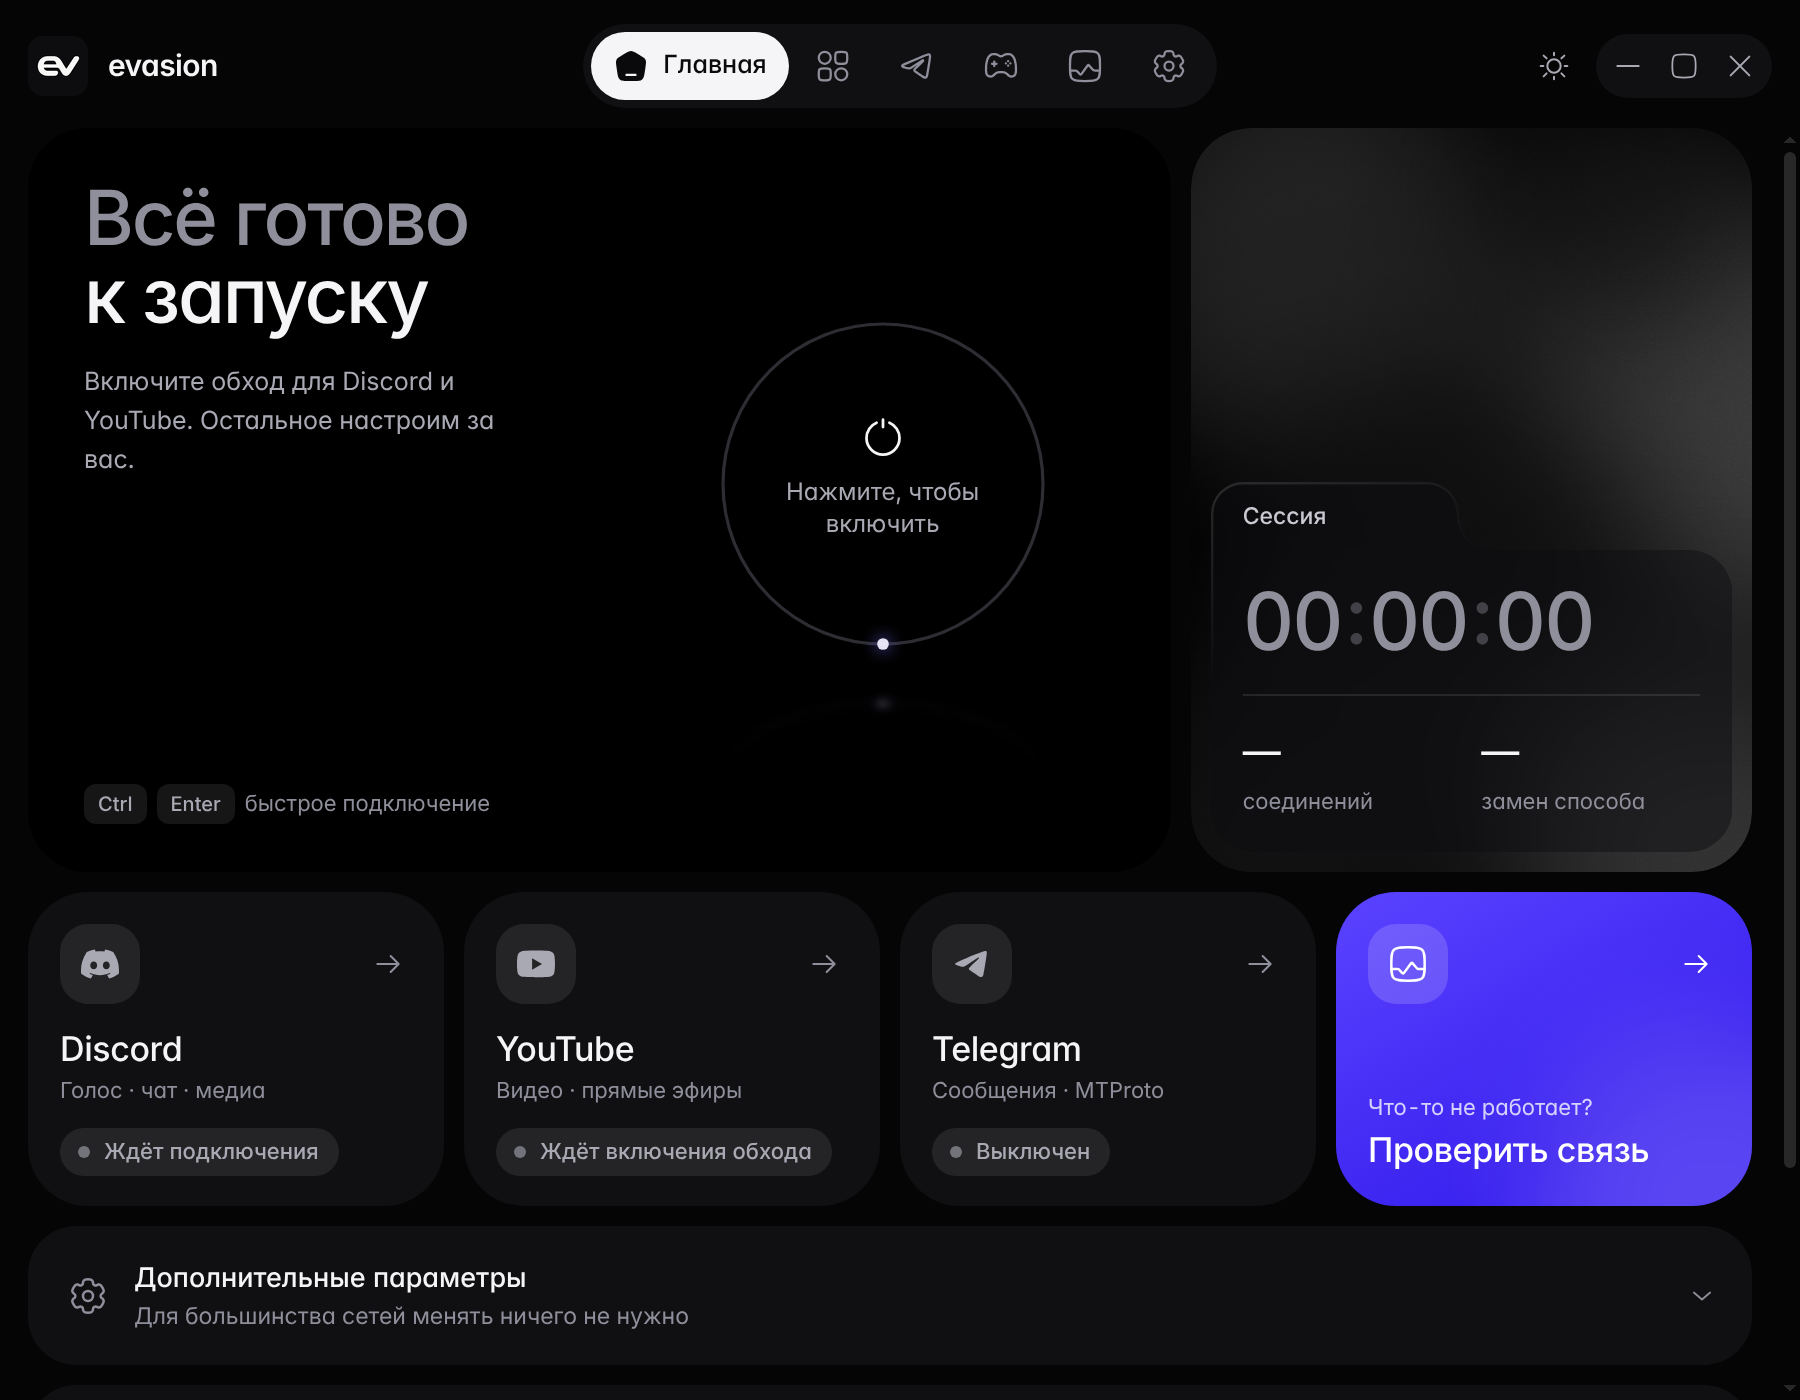 ev evasion
Главная
Всё готово
к запуску
Включите обход для Discord и
YouTube. Остальное настроим за
вас.
Нажмите, чтобы
включить
Ctrl Enter быстрое подключение
Сессия
00:00:00
— —
соединений замен способа
Discord
Голос · чат · медиа
Ждёт подключения
YouTube
Видео · прямые эфиры
Ждёт включения обхода
Telegram
Сообщения · MTProto
Выключен
Что-то не работает?
Проверить связь
Дополнительные параметры
Для большинства сетей менять ничего не нужно